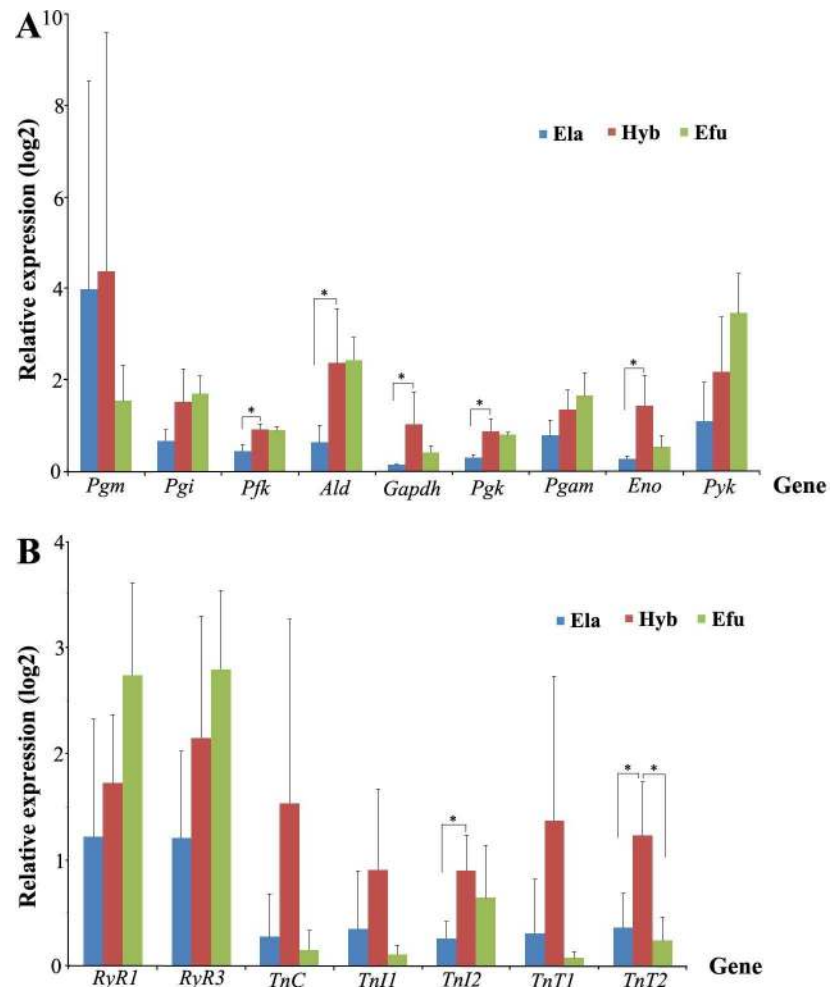 A
10
8
6
4
2
0
Relative expression (log2)
Ela Hyb Efu
* * * * *
Pgm Pgi Pfk Ald Gapdh Pgk Pgam Eno Pyk Gene
B
4
3
2
1
0
Relative expression (log2)
Ela Hyb Efu
* * *
RyR1 RyR3 TnC TnI1 TnI2 TnT1 TnT2 Gene